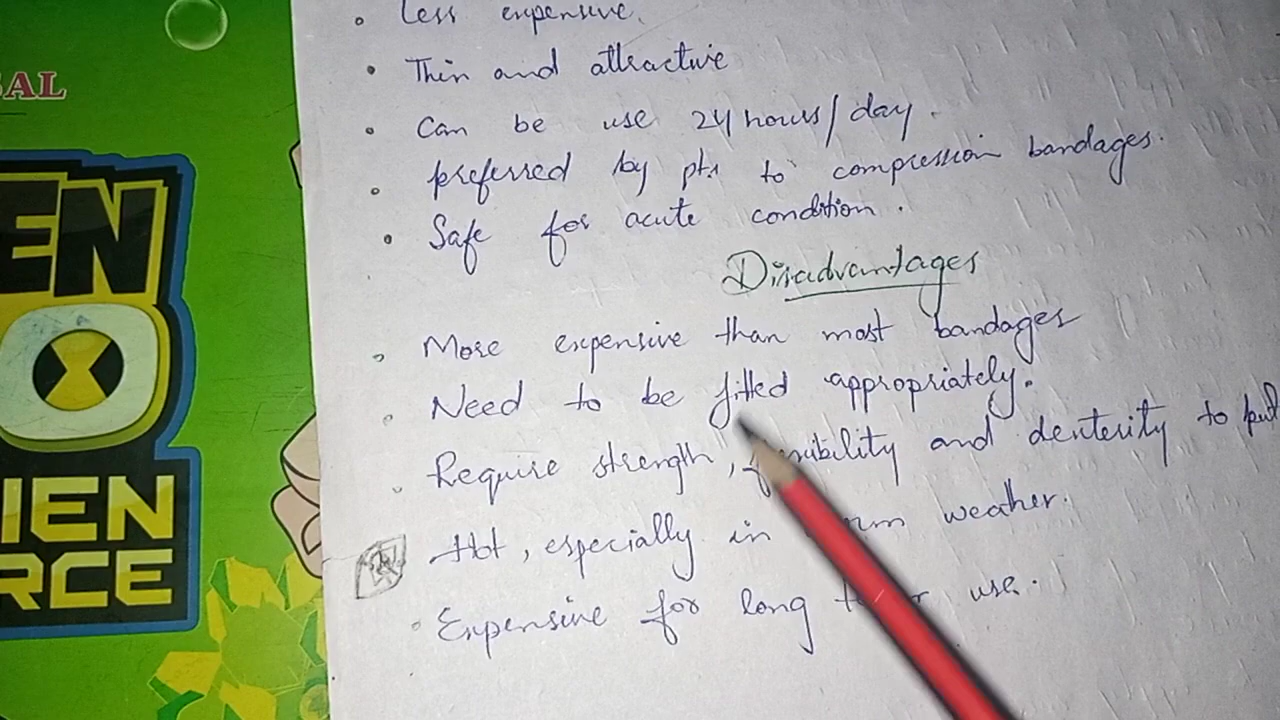 SAL
EN
IEN
RCE
Less expensive.
Thin and attractive
Can be use 24 hours/day.
preferred by pts to compression bandages.
Safe for acute condition.
Disadvantages
More expensive than most bandages
Need to be fitted appropriately.
Require strength, and dexterity to put
Hot, especially in weather.
Expensive for long use.